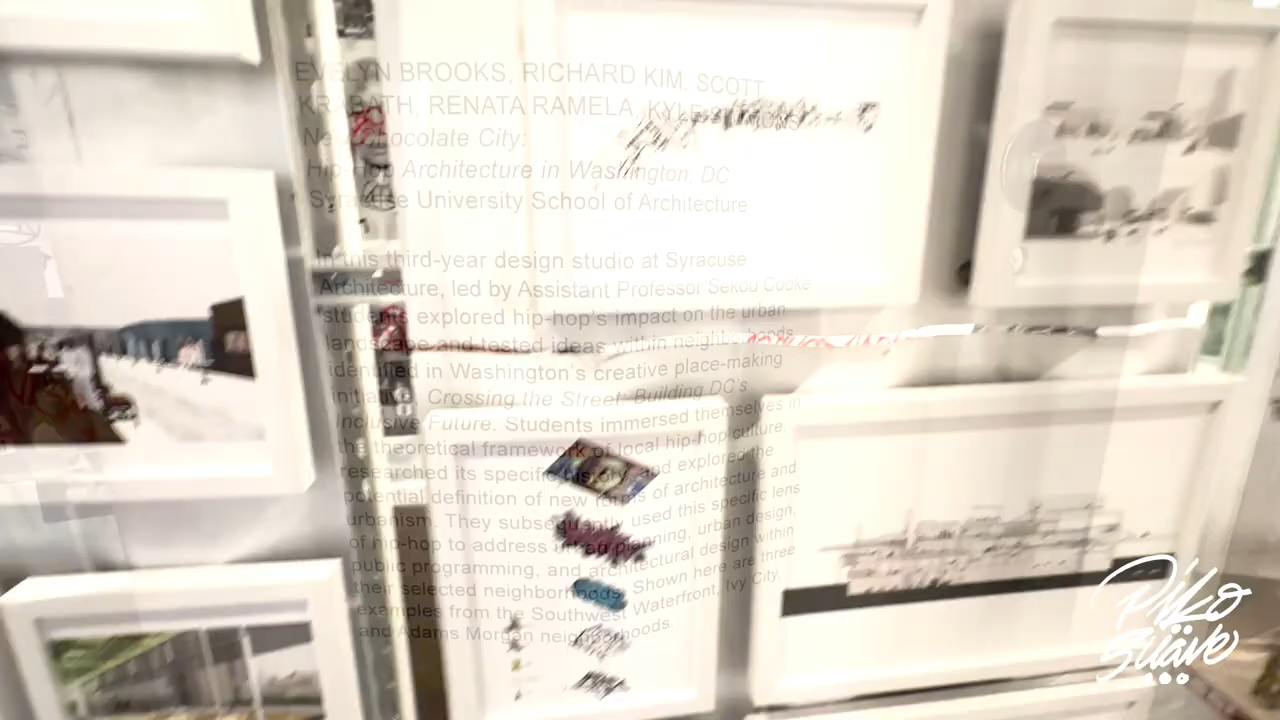 EVELYN BROOKS, RICHARD KIM, SCOTT
KRABATH, RENATA RAMELA, KYLE
New Chocolate City:
Hip-Hop Architecture in Washington, DC
Syracuse University School of Architecture
In this third-year design studio at Syracuse
Architecture, led by Assistant Professor Sekou Cooke
students explored hip-hop's impact on the urban
landscape and tested ideas within neighborhoods
identified in Washington's creative place-making
initiative Crossing the Street: Building DC's
Inclusive Future. Students immersed themselves in
the theoretical framework of local hip-hop culture,
researched its specific history, and explored the
potential definition of new forms of architecture and
urbanism. They subsequently used this specific lens
of hip-hop to address urban planning, urban design,
public programming, and architectural design within
their selected neighborhoods. Shown here are three
examples from the Southwest Waterfront, Ivy City,
and Adams Morgan neighborhoods.
Piko
Suave